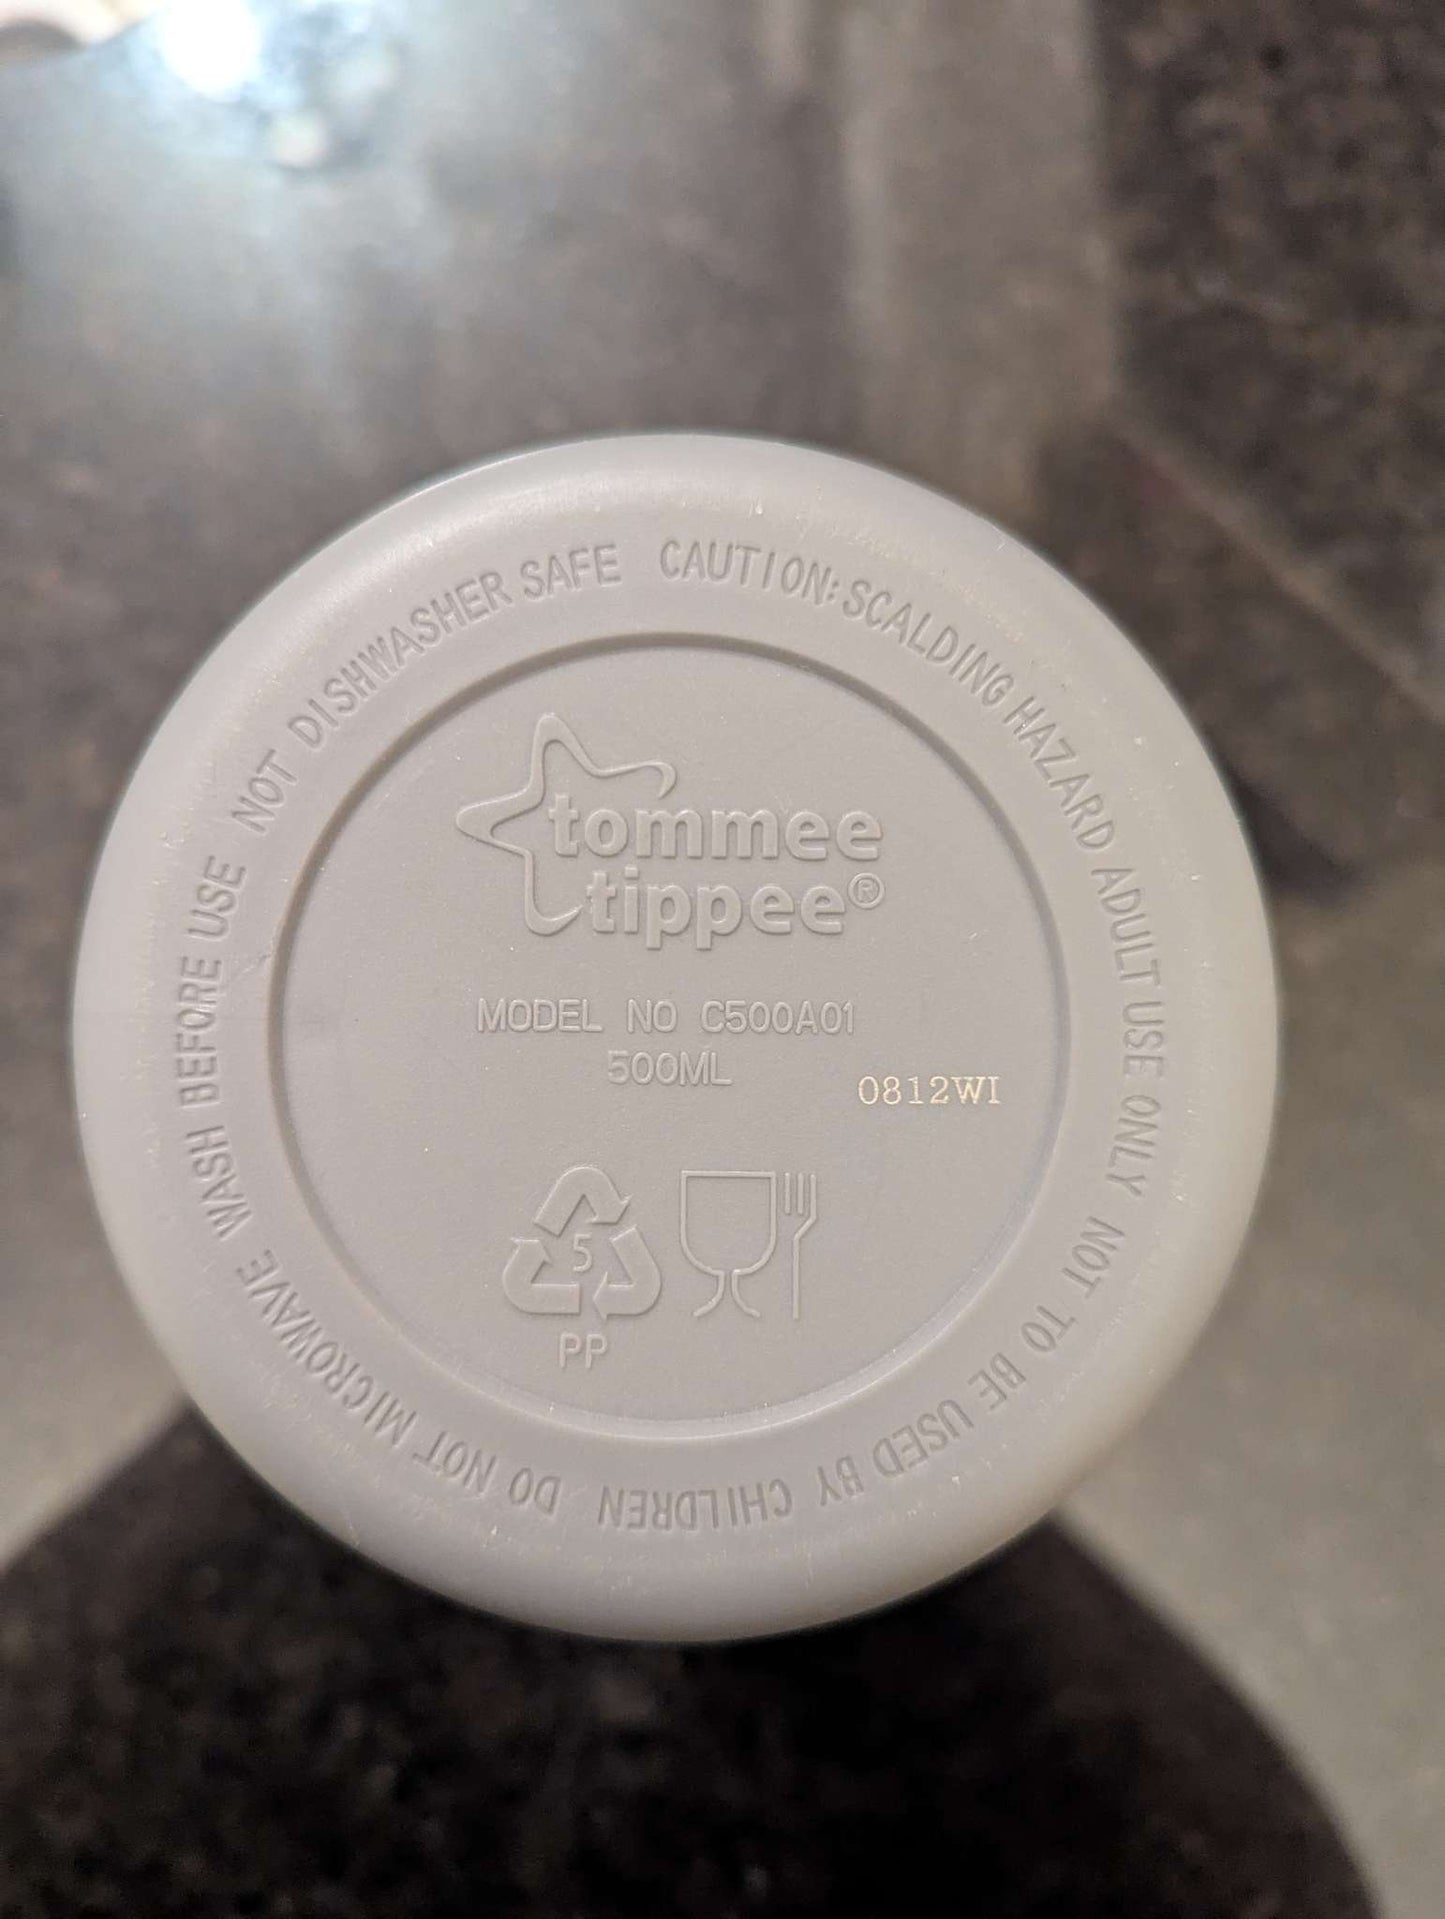 NOT DISHWASHER SAFE
CAUTION: SCALDING HAZARD ADULT USE ONLY
NOT TO BE USED BY CHILDREN
DO NOT MICROWAVE
WASH BEFORE USE
tommee
tippee®
MODEL NO C500A01
500ML
0812WI
5
PP